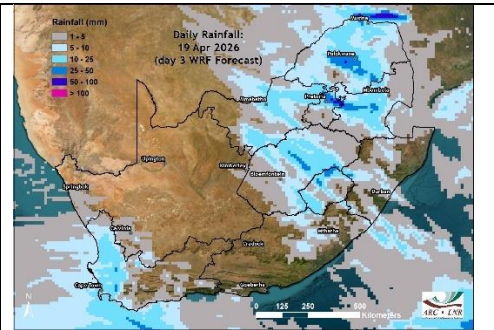 Rainfall (mm)
1 - 5
5 - 10
10 - 25
25 - 50
50 - 100
> 100
Daily Rainfall:
19 Apr 2026
(day 3 WRF Forecast)
Musina
Polokwane
Mbombela
Pretoria
Mmabatho
Upington
Kimberley
Bloemfontein
Springbok
Durban
Calvinia
Mthatha
Cradock
Cape Town
Gqeberha
N
0 125 250 500
Kilometers
ARC • LNR